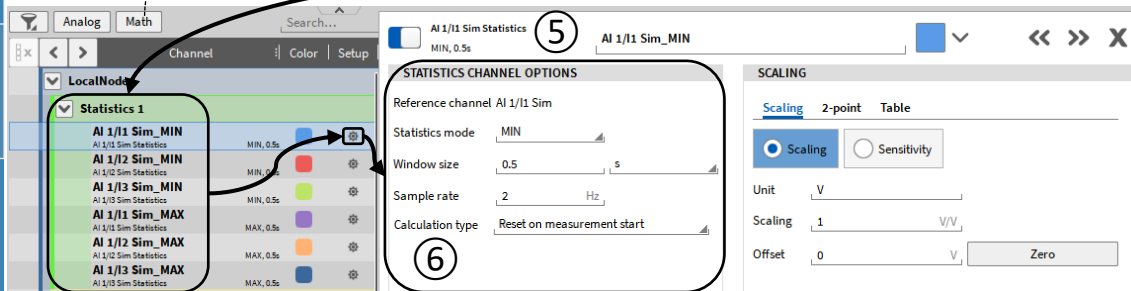 Analog Math Search...
Channel Color Setup
LocalNode
Statistics 1
AI 1/I1 Sim_MIN
AI 1/I1 Sim Statistics MIN, 0.5s
AI 1/I2 Sim_MIN
AI 1/I2 Sim Statistics MIN, 0.5s
AI 1/I3 Sim_MIN
AI 1/I3 Sim Statistics MIN, 0.5s
AI 1/I1 Sim_MAX
AI 1/I1 Sim Statistics MAX, 0.5s
AI 1/I2 Sim_MAX
AI 1/I2 Sim Statistics MAX, 0.5s
AI 1/I3 Sim_MAX
AI 1/I3 Sim Statistics MAX, 0.5s
AI 1/I1 Sim Statistics
MIN, 0.5s
5
AI 1/I1 Sim_MIN
X
STATISTICS CHANNEL OPTIONS
Reference channel AI 1/I1 Sim
Statistics mode MIN
Window size 0.5 s
Sample rate 2 Hz
Calculation type Reset on measurement start
6
SCALING
Scaling 2-point Table
Scaling Sensitivity
Unit V
Scaling 1 V/V
Offset 0 V Zero